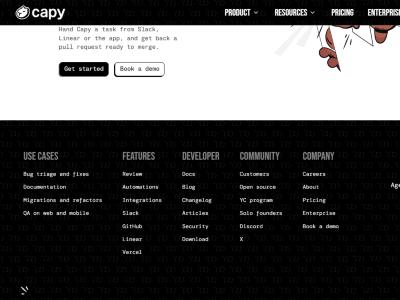 capy
PRODUCT
RESOURCES
PRICING
ENTERPRISE
Hand Capy a task from Slack,
Linear or the app, and get back a
pull request ready to merge.
Get started
Book a demo
USE CASES
Bug triage and fixes
Documentation
Migrations and refactors
QA on web and mobile
FEATURES
Review
Automations
Integrations
Slack
GitHub
Linear
Vercel
DEVELOPER
Docs
Blog
Changelog
Articles
Security
Download
COMMUNITY
Customers
Open source
YC program
Solo founders
Discord
X
COMPANY
Careers
About
Pricing
Enterprise
Book a demo